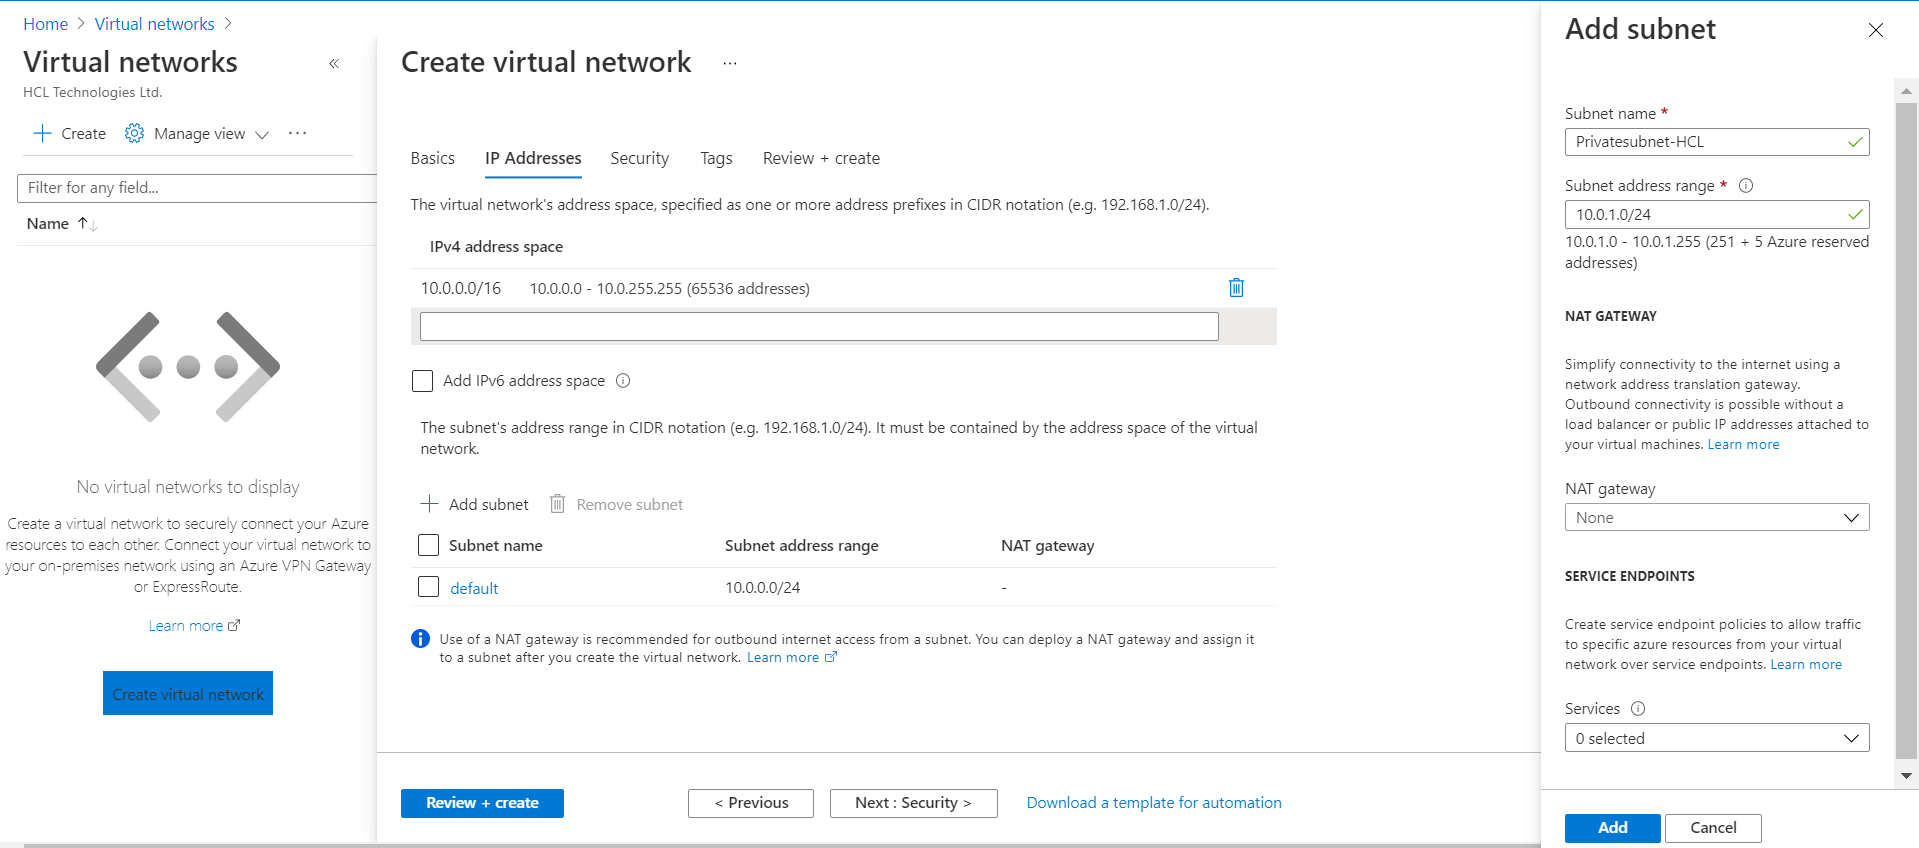 Home > Virtual networks >
Virtual networks
«
HCL Technologies Ltd.
Create
Manage view
...
Filter for any field...
Name ↑↓
No virtual networks to display
Create a virtual network to securely connect your Azure
resources to each other. Connect your virtual network to
your on-premises network using an Azure VPN Gateway
or ExpressRoute.
Learn more
Create virtual network
Create virtual network ...
Basics
IP Addresses
Security
Tags
Review + create
The virtual network's address space, specified as one or more address prefixes in CIDR notation (e.g. 192.168.1.0/24).
IPv4 address space
10.0.0.0/16 10.0.0.0 - 10.0.255.255 (65536 addresses)
Add IPv6 address space
The subnet's address range in CIDR notation (e.g. 192.168.1.0/24). It must be contained by the address space of the virtual
network.
+ Add subnet
Remove subnet
Subnet name Subnet address range NAT gateway
default 10.0.0.0/24 -
Use of a NAT gateway is recommended for outbound internet access from a subnet. You can deploy a NAT gateway and assign it
to a subnet after you create the virtual network. Learn more
Review + create
< Previous
Next : Security >
Download a template for automation
Add subnet
Subnet name *
Privatesubnet-HCL
Subnet address range *
10.0.1.0/24
10.0.1.0 - 10.0.1.255 (251 + 5 Azure reserved
addresses)
NAT GATEWAY
Simplify connectivity to the internet using a
network address translation gateway.
Outbound connectivity is possible without a
load balancer or public IP addresses attached to
your virtual machines. Learn more
NAT gateway
None
SERVICE ENDPOINTS
Create service endpoint policies to allow traffic
to specific azure resources from your virtual
network over service endpoints. Learn more
Services
0 selected
Add
Cancel